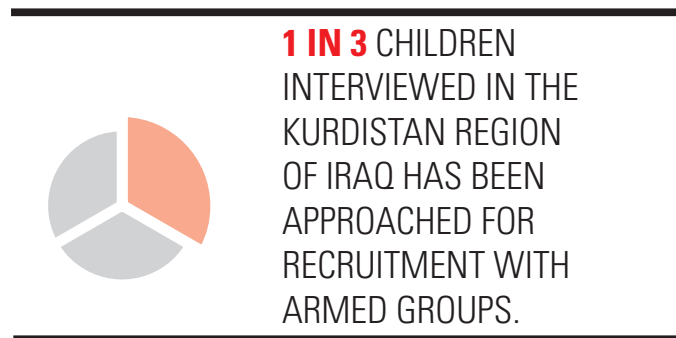 1 IN 3 CHILDREN
INTERVIEWED IN THE
KURDISTAN REGION
OF IRAQ HAS BEEN
APPROACHED FOR
RECRUITMENT WITH
ARMED GROUPS.